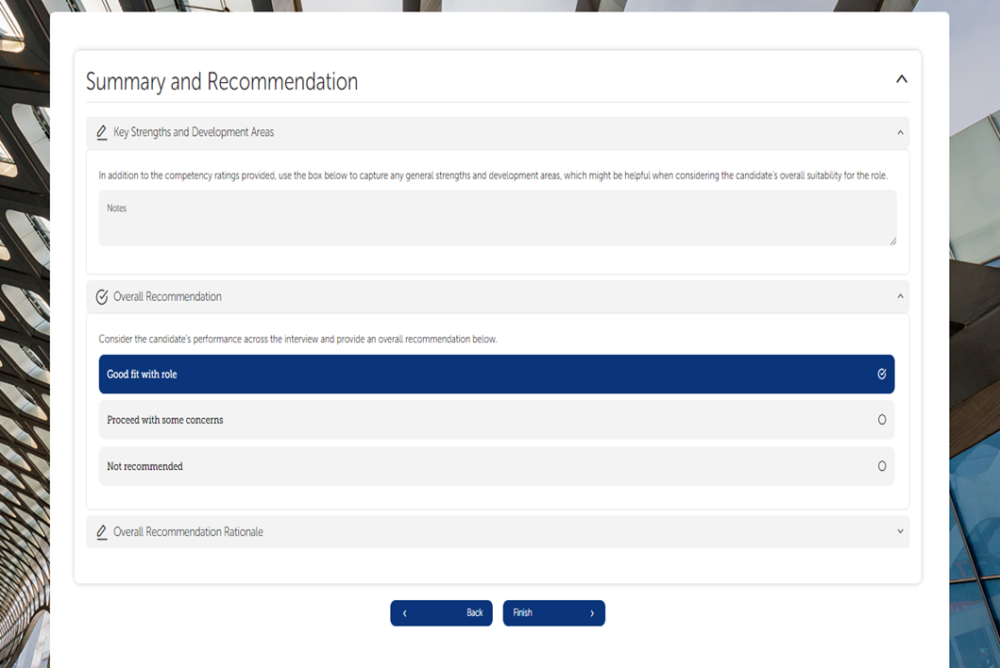 Summary and Recommendation
Key Strengths and Development Areas
In addition to the competency ratings provided, use the box below to capture any general strengths and development areas, which might be helpful when considering the candidate's overall suitability for the role.
Notes
Overall Recommendation
Consider the candidate's performance across the interview and provide an overall recommendation below.
Good fit with role
Proceed with some concerns
Not recommended
Overall Recommendation Rationale
Back
Finish